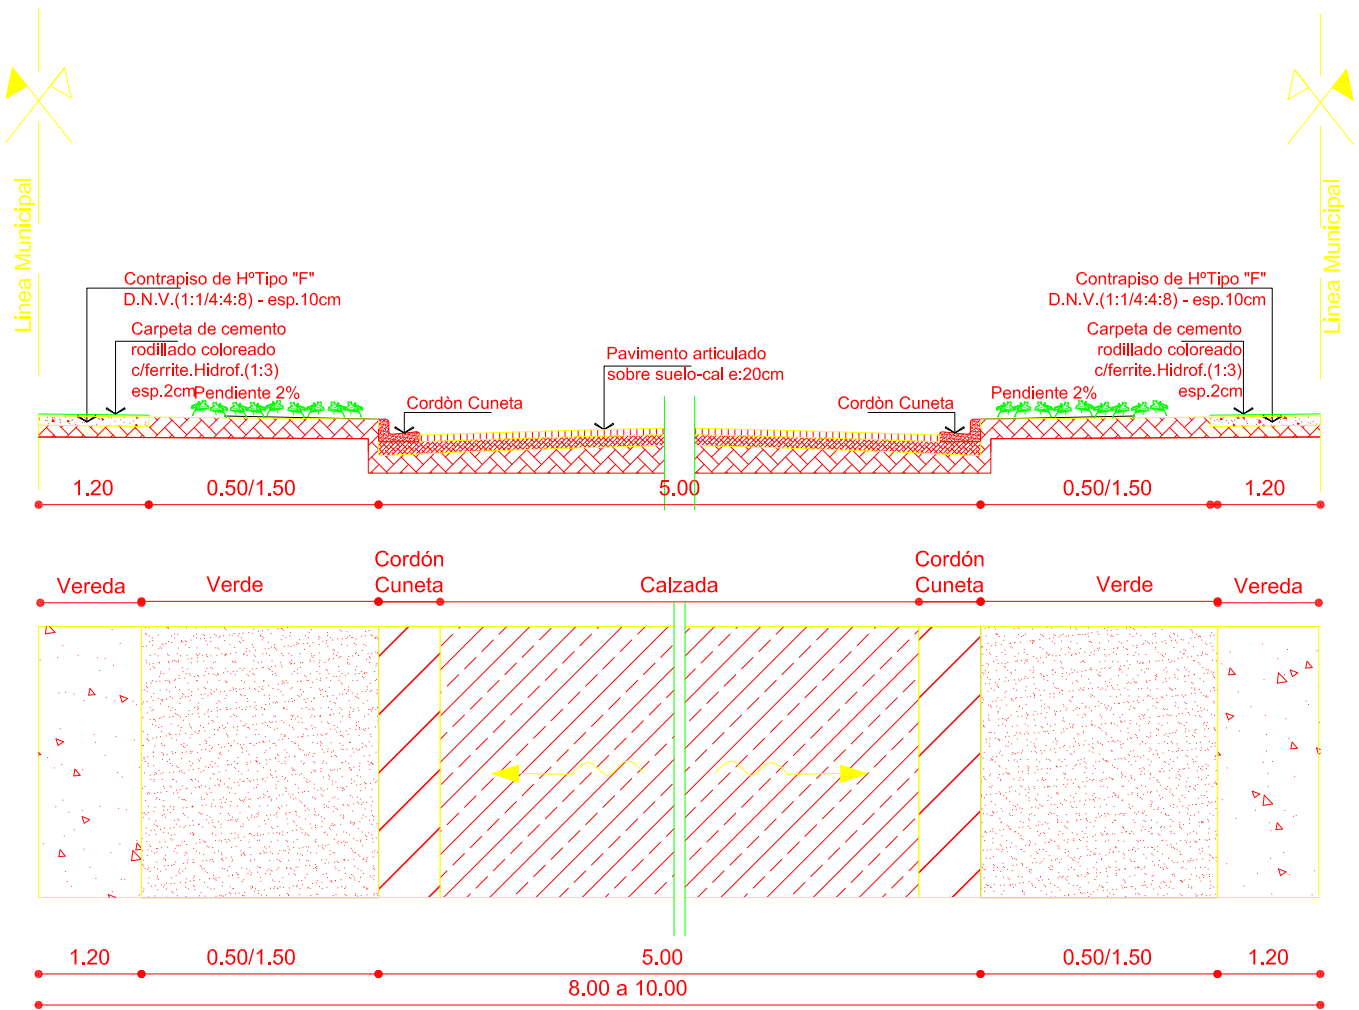 Linea Municipal
Linea Municipal
Contrapiso de HºTipo "F"
D.N.V.(1:1/4:4:8) - esp.10cm
Carpeta de cemento
rodillado coloreado
c/ferrite.Hidrof.(1:3)
esp.2cm
Pendiente 2%
Cordòn Cuneta
Pavimento articulado
sobre suelo-cal e:20cm
Cordòn Cuneta
Contrapiso de HºTipo "F"
D.N.V.(1:1/4:4:8) - esp.10cm
Carpeta de cemento
rodillado coloreado
c/ferrite.Hidrof.(1:3)
esp.2cm
Pendiente 2%
1.20 0.50/1.50 5.00 0.50/1.50 1.20
Vereda
Verde
Cordón
Cuneta
Calzada
Cordón
Cuneta
Verde
Vereda
1.20 0.50/1.50 5.00 0.50/1.50 1.20
8.00 a 10.00